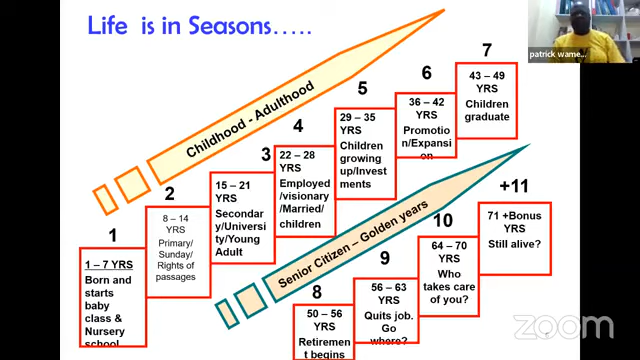 Life is in Seasons.....
patrick wame...
Childhood - Adulthood
1
1 – 7 YRS
Born and
starts
baby
class &
Nursery
school
2
8 – 14
YRS
Primary/
Sunday/
Rights of
passages
3
15 – 21
YRS
Secondar
y/Universi
ty/Young
Adult
4
22 – 28
YRS
Employed
/visionary
/Married/
children
5
29 – 35
YRS
Children
growing
up/Invest
ments
6
36 – 42
YRS
Promotio
n/Expansi
on
7
43 – 49
YRS
Children
graduate
Senior Citizen – Golden years
8
50 – 56
YRS
Retiremen
t begins
9
56 – 63
YRS
Quits job.
Go
where?
10
64 – 70
YRS
Who
takes care
of you?
+11
71 +Bonus
YRS
Still alive?
zoom